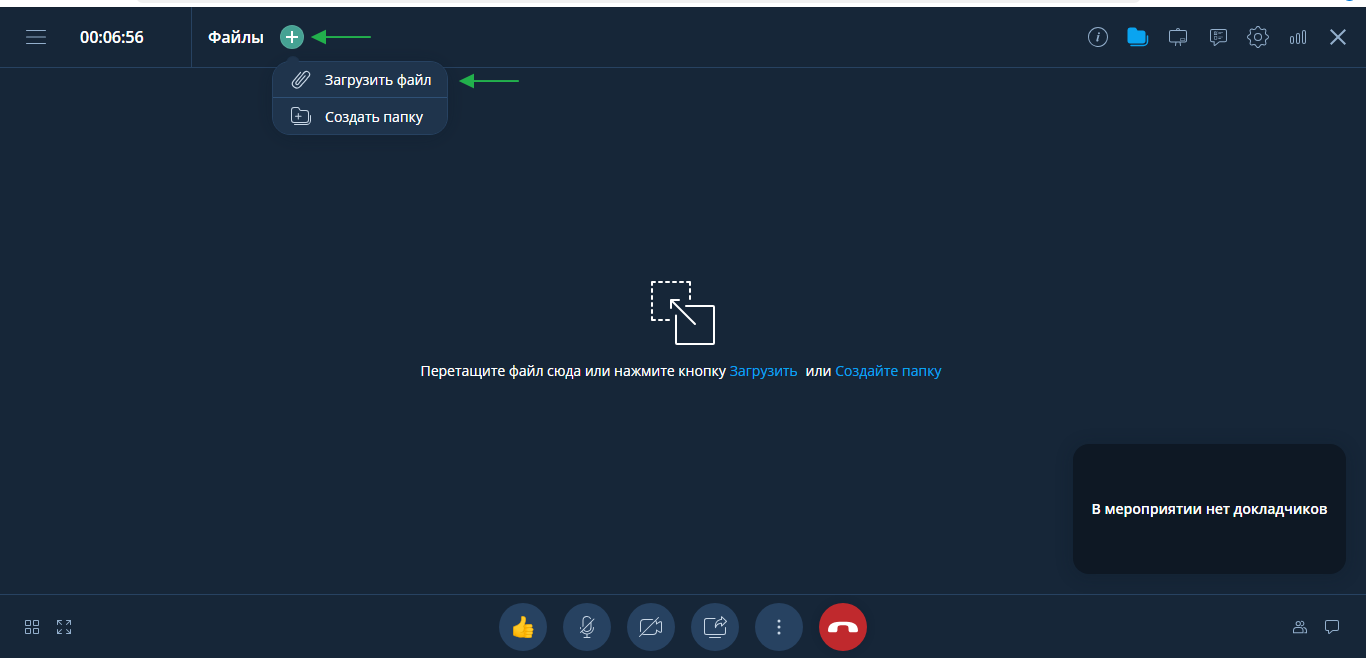 00:06:56
Файлы
Загрузить файл
Создать папку
Перетащите файл сюда или нажмите кнопку Загрузить или Создайте папку
В мероприятии нет докладчиков